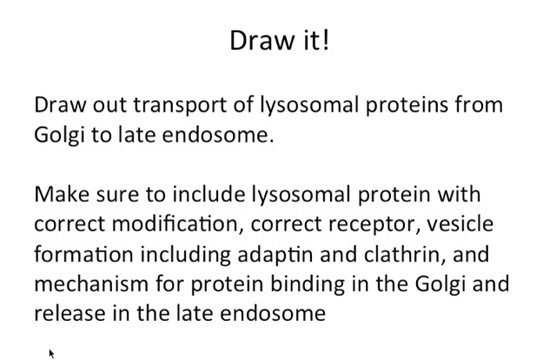 Draw it!
Draw out transport of lysosomal proteins from
Golgi to late endosome.
Make sure to include lysosomal protein with
correct modification, correct receptor, vesicle
formation including adaptin and clathrin, and
mechanism for protein binding in the Golgi and
release in the late endosome